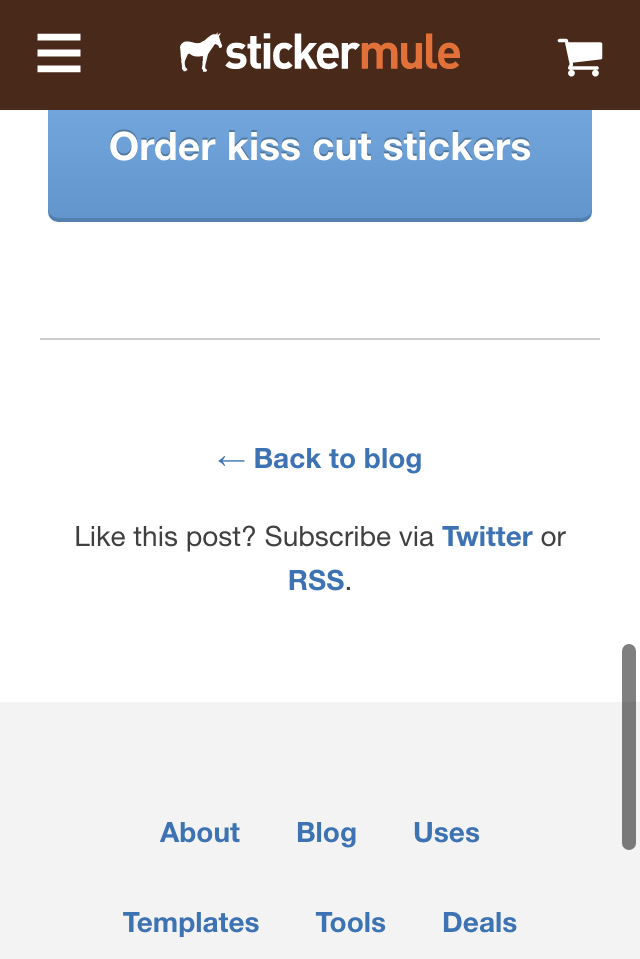 stickermule
Order kiss cut stickers
← Back to blog
Like this post? Subscribe via Twitter or
RSS.
About Blog Uses
Templates Tools Deals